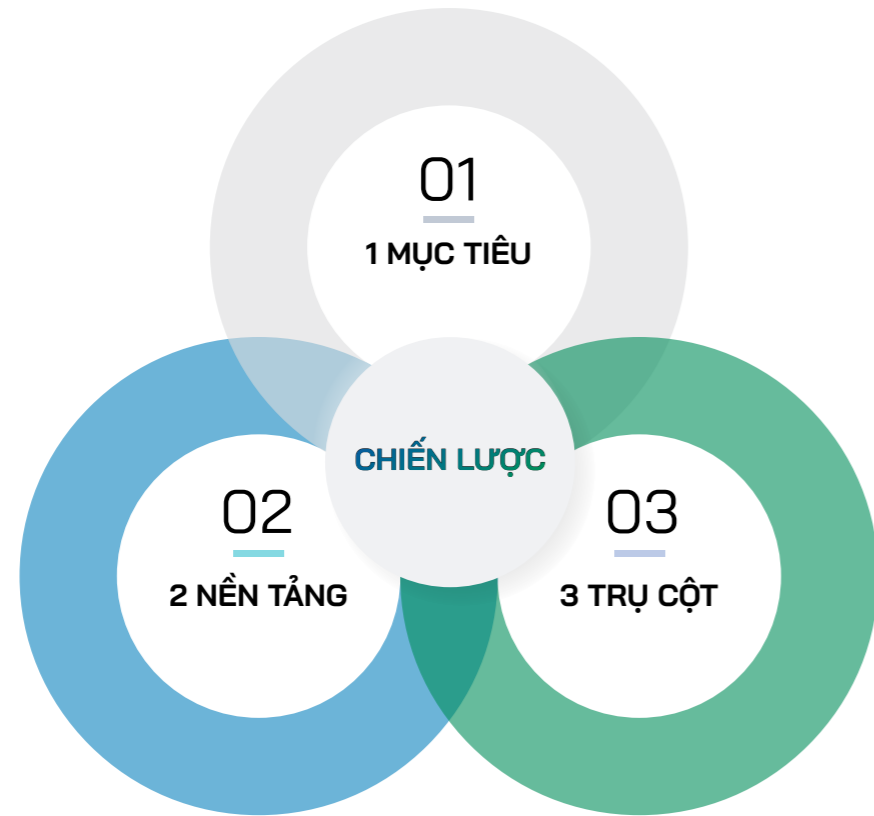 01
1 MỤC TIÊU
CHIẾN LƯỢC
02
2 NỀN TẢNG
03
3 TRỤ CỘT